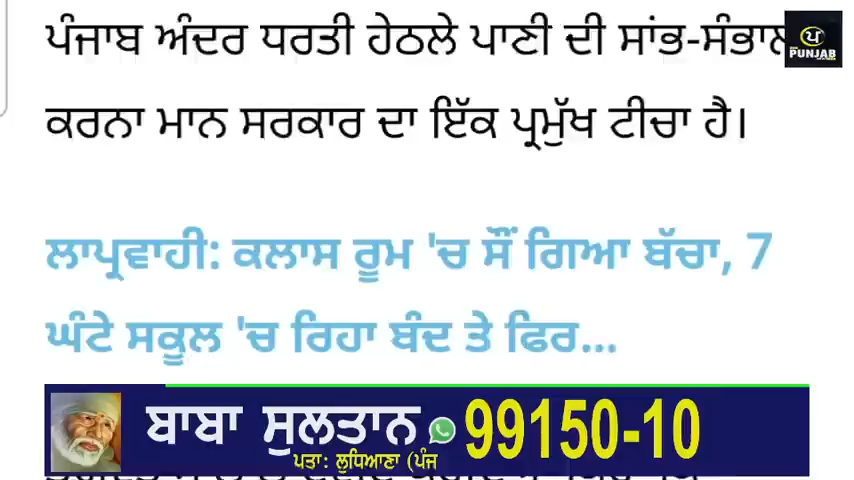 ਪੰਜਾਬ ਅੰਦਰ ਧਰਤੀ ਹੇਠਲੇ ਪਾਣੀ ਦੀ ਸਾਂਭ-ਸੰਭਾਲ
ਪ
PUNJAB
ਕਰਨਾ ਮਾਨ ਸਰਕਾਰ ਦਾ ਇੱਕ ਪ੍ਰਮੁੱਖ ਟੀਚਾ ਹੈ।
ਲਾਪ੍ਰਵਾਹੀ: ਕਲਾਸ ਰੂਮ 'ਚ ਸੌਂ ਗਿਆ ਬੱਚਾ, 7
ਘੰਟੇ ਸਕੂਲ 'ਚ ਰਿਹਾ ਬੰਦ ਤੇ ਫਿਰ...
ਬਾਬਾ ਸੁਲਤਾਨ 99150-10
ਪਤਾ: ਲੁਧਿਆਣਾ (ਪੰਜ